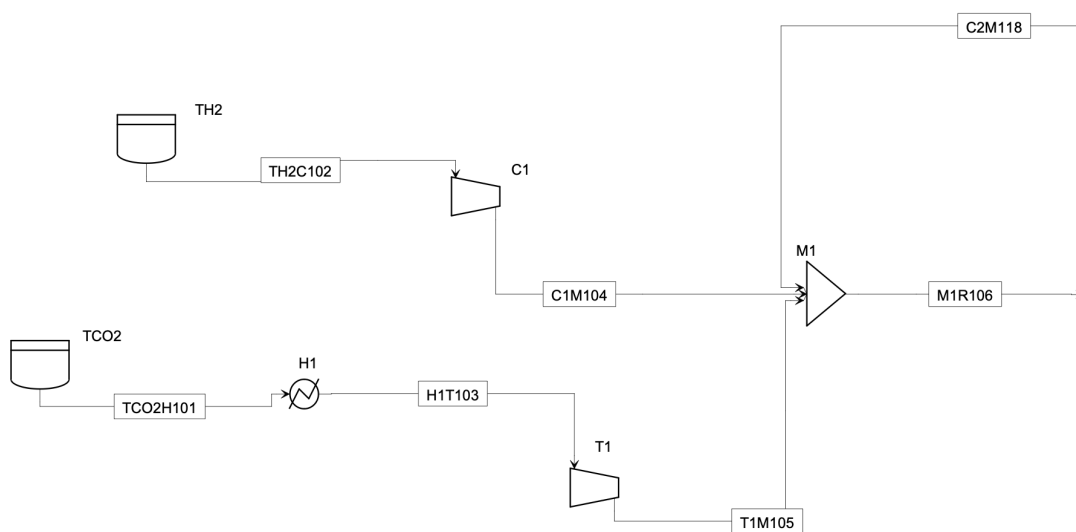 C2M118
TH2
TH2C102
C1
M1
C1M104
M1R106
TCO2
H1
TCO2H101
H1T103
T1
T1M105